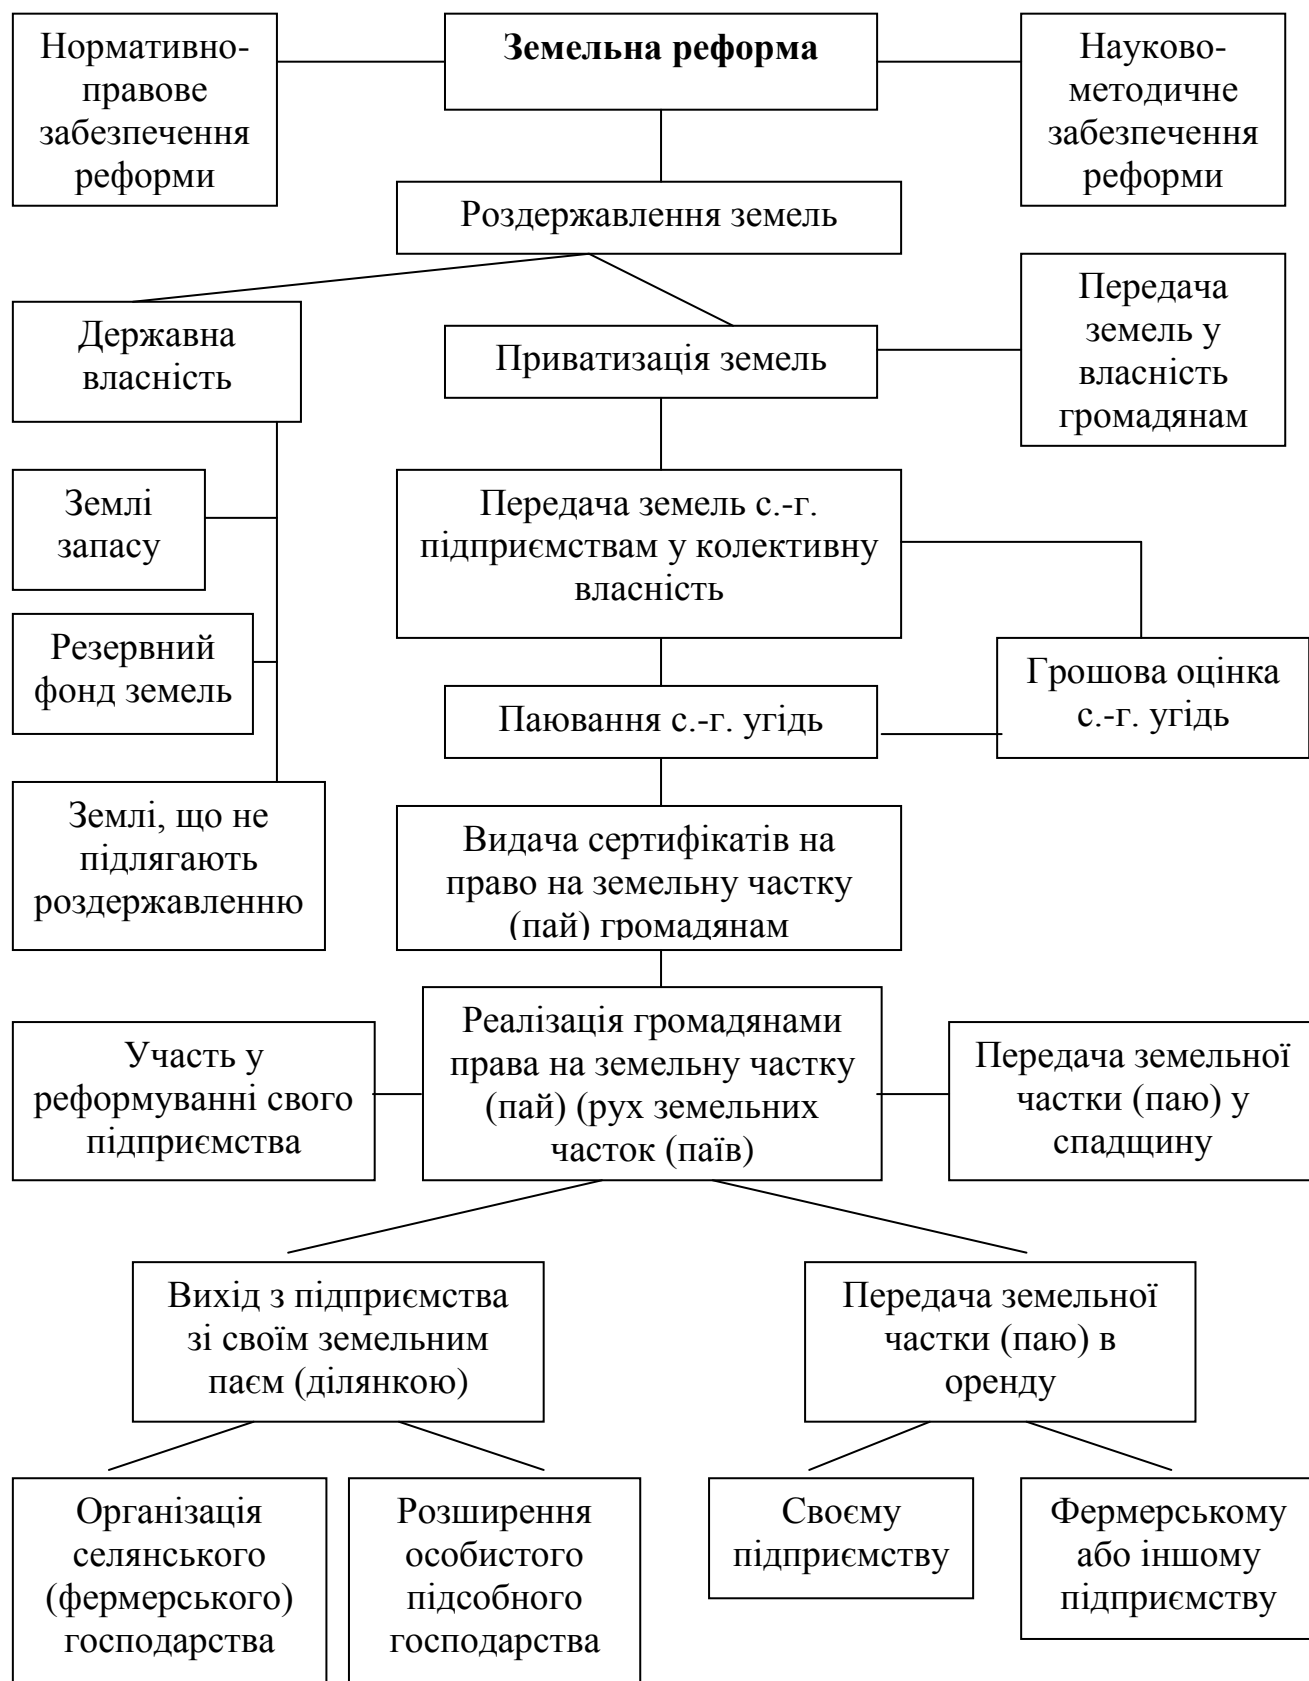 Нормативно-
правове
забезпечення
реформи
Земельна реформа
Науково-
методичне
забезпечення
реформи
Роздержавлення земель
Державна
власність
Приватизація земель
Передача
земель у
власність
громадянам
Землі
запасу
Передача земель с.-г.
підприємствам у колективну
власність
Резервний
фонд земель
Грошова оцінка
с.-г. угідь
Паювання с.-г. угідь
Землі, що не
підлягають
роздержавленню
Видача сертифікатів на
право на земельну частку
(пай) громадянам
Участь у
реформуванні свого
підприємства
Реалізація громадянами
права на земельну частку
(пай) (рух земельних
часток (паїв)
Передача земельної
частки (паю) у
спадщину
Вихід з підприємства
зі своїм земельним
паєм (ділянкою)
Передача земельної
частки (паю) в
оренду
Організація
селянського
(фермерського)
господарства
Розширення
особистого
підсобного
господарства
Своєму
підприємству
Фермерському
або іншому
підприємству